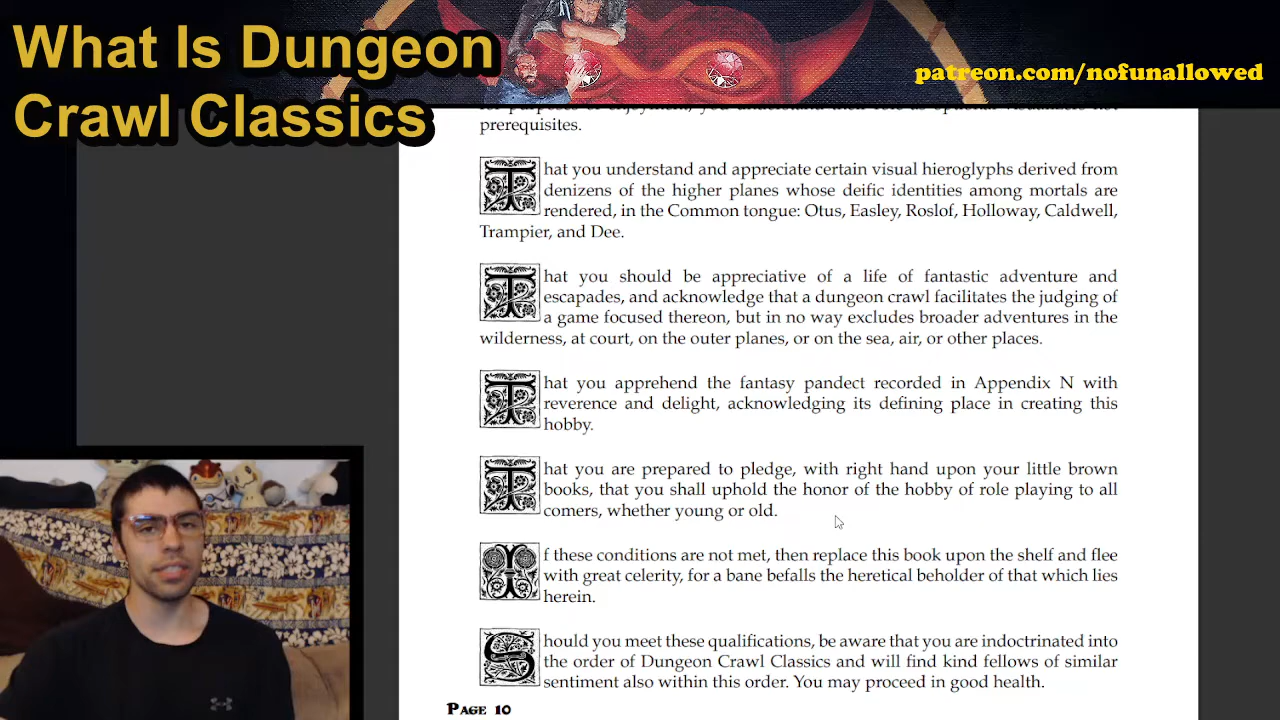 What Is Dungeon
Crawl Classics
patreon.com/nofunallowed
prerequisites.
That you understand and appreciate certain visual hieroglyphs derived from
denizens of the higher planes whose deific identities among mortals are
rendered, in the Common tongue: Otus, Easley, Roslof, Holloway, Caldwell,
Trampier, and Dee.
That you should be appreciative of a life of fantastic adventure and
escapades, and acknowledge that a dungeon crawl facilitates the judging of
a game focused thereon, but in no way excludes broader adventures in the
wilderness, at court, on the outer planes, or on the sea, air, or other places.
That you apprehend the fantasy pandect recorded in Appendix N with
reverence and delight, acknowledging its defining place in creating this
hobby.
That you are prepared to pledge, with right hand upon your little brown
books, that you shall uphold the honor of the hobby of role playing to all
comers, whether young or old.
If these conditions are not met, then replace this book upon the shelf and flee
with great celerity, for a bane befalls the heretical beholder of that which lies
herein.
Should you meet these qualifications, be aware that you are indoctrinated into
the order of Dungeon Crawl Classics and will find kind fellows of similar
sentiment also within this order. You may proceed in good health.
Page 10